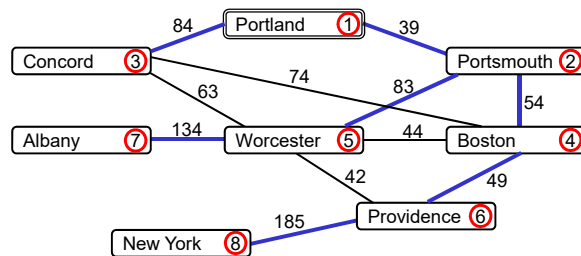 84
Portland 1
39
Concord 3
74
Portsmouth 2
63
83
54
Albany 7
134
Worcester 5
44
Boston 4
42
49
Providence 6
185
New York 8